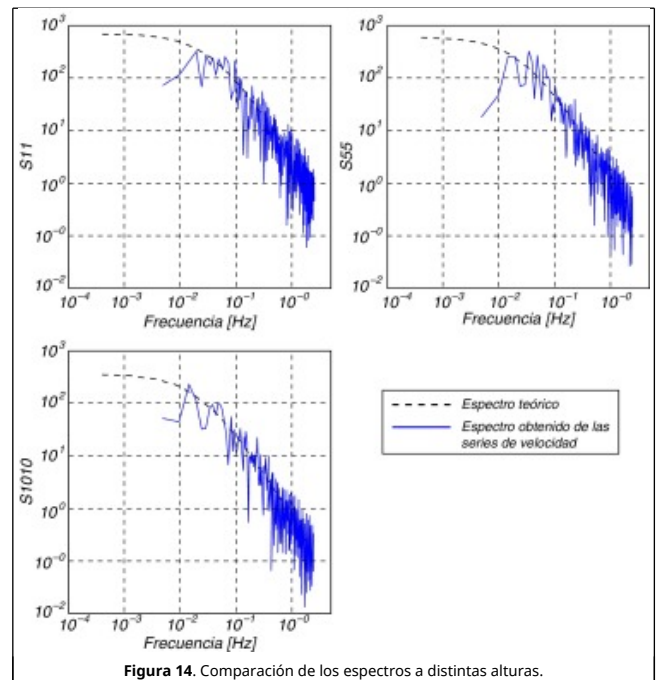 10³
10²
10¹
10⁰
10⁻⁰
10⁻²
S11
10⁻⁴ 10⁻³ 10⁻² 10⁻¹ 10⁻⁰
Frecuencia [Hz]
10³
10²
10¹
10⁰
10⁻⁰
10⁻²
S55
10⁻⁴ 10⁻³ 10⁻² 10⁻¹ 10⁻⁰
Frecuencia [Hz]
10³
10²
10¹
10⁰
10⁻⁰
10⁻²
S1010
10⁻⁴ 10⁻³ 10⁻² 10⁻¹ 10⁻⁰
Frecuencia [Hz]
Espectro teórico
Espectro obtenido de las
series de velocidad
Figura 14. Comparación de los espectros a distintas alturas.